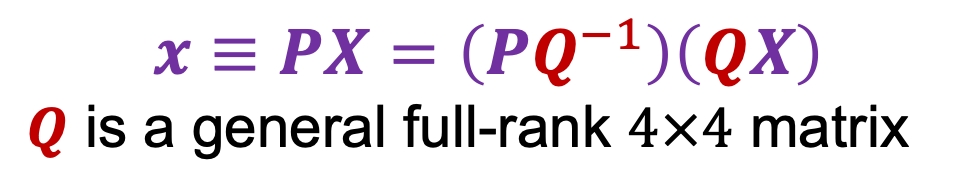 x ≡ PX = (PQ⁻¹)(QX)
Q is a general full-rank 4×4 matrix